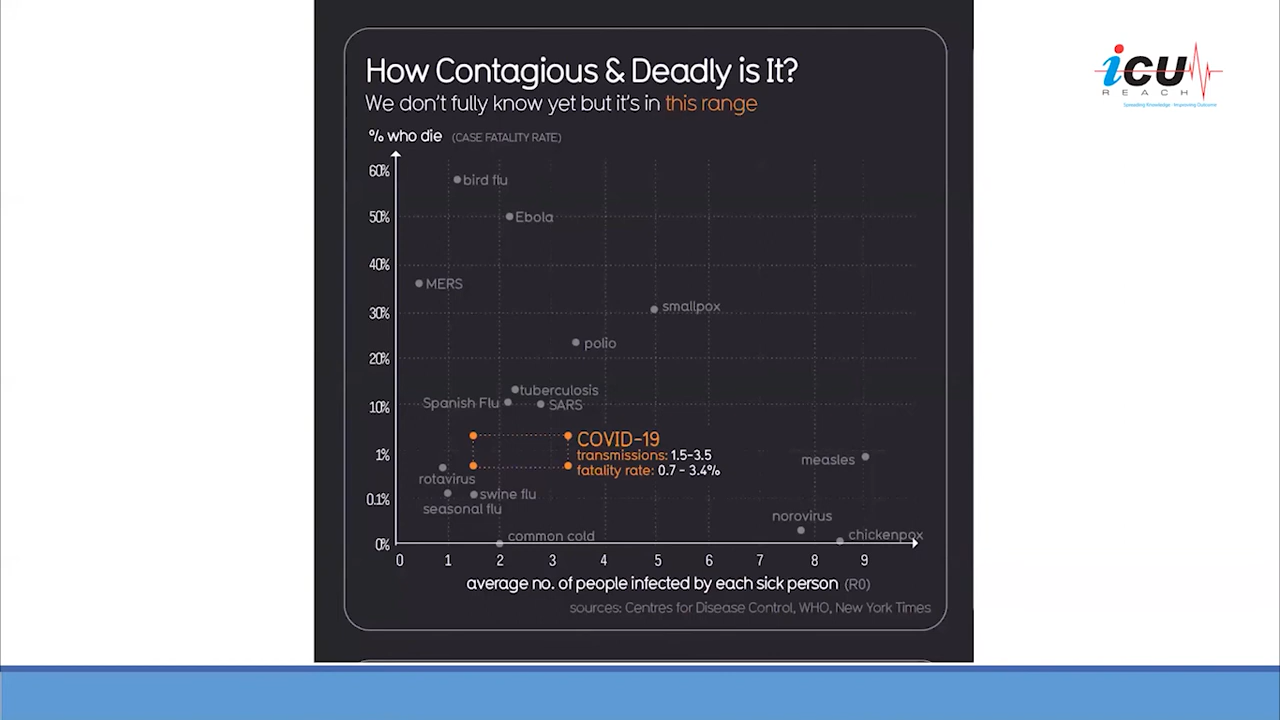 How Contagious & Deadly is It?
We don't fully know yet but it's in this range
% who die (CASE FATALITY RATE)
60%
bird flu
50%
Ebola
40%
MERS
30%
smallpox
polio
20%
tuberculosis
10%
Spanish Flu
SARS
COVID-19
transmissions: 1.5-3.5
fatality rate: 0.7 - 3.4%
1%
measles
rotavirus
0.1%
swine flu
seasonal flu
norovirus
common cold
chickenpox
0%
0 1 2 3 4 5 6 7 8 9
average no. of people infected by each sick person (R0)
sources: Centres for Disease Control, WHO, New York Times
iCU
REACH
Spreading Knowledge : Improving Outcome